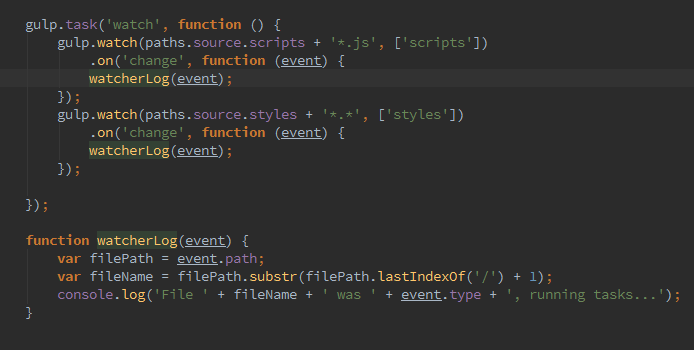 gulp.task('watch', function () {
    gulp.watch(paths.source.scripts + '*.js', ['scripts'])
        .on('change', function (event) {
        watcherLog(event);
    });
    gulp.watch(paths.source.styles + '*.*', ['styles'])
        .on('change', function (event) {
        watcherLog(event);
    });

});

function watcherLog(event) {
    var filePath = event.path;
    var fileName = filePath.substr(filePath.lastIndexOf('/') + 1);
    console.log('File ' + fileName + ' was ' + event.type + ', running tasks...');
}